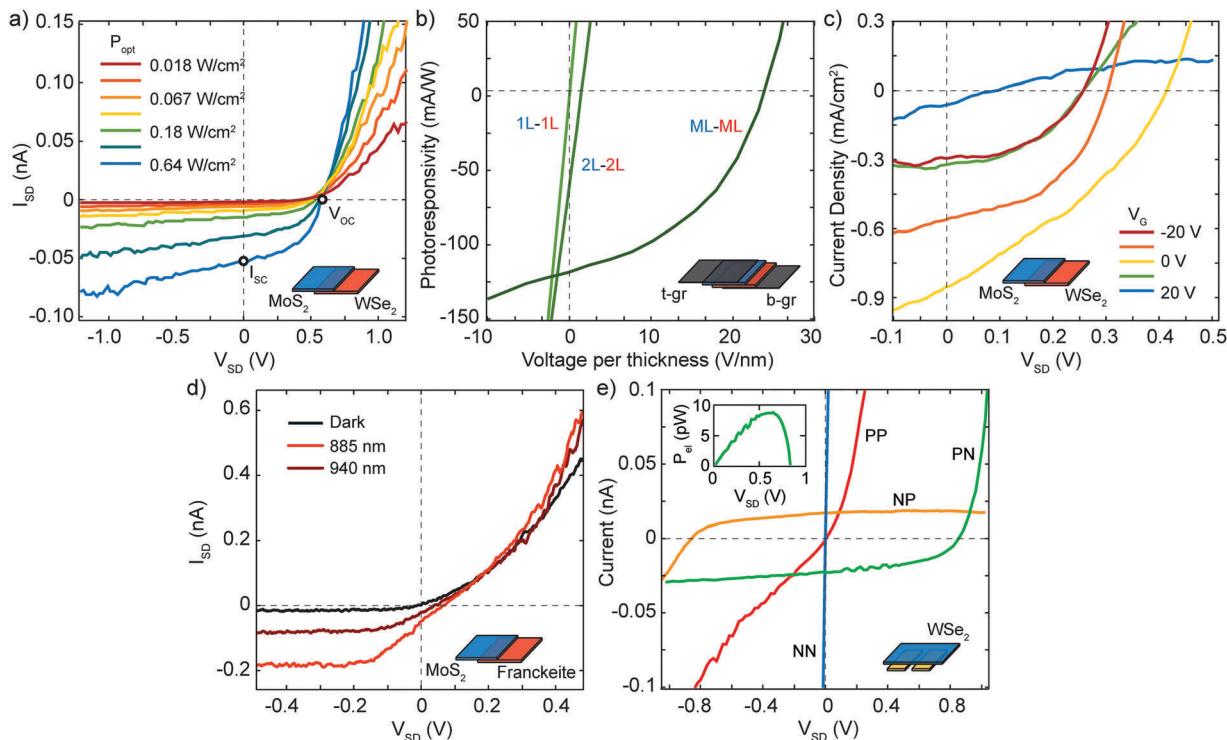 a)
P_opt
0.018 W/cm²
0.067 W/cm²
0.18 W/cm²
0.64 W/cm²
0.15
0.10
0.05
0
-0.05
-0.10
I_SD (nA)
V_OC
I_SC
MoS₂
WSe₂
-1.0
-0.5
0
0.5
1.0
V_SD (V)
b)
50
0
-50
-100
-150
Photoresponsivity (mA/W)
1L-1L
2L-2L
ML-ML
t-gr
b-gr
-10
0
10
20
30
Voltage per thickness (V/nm)
c)
0.3
0
-0.3
-0.6
-0.9
Current Density (mA/cm²)
V_G
-20 V
0 V
20 V
MoS₂
WSe₂
-0.1
0
0.1
0.2
0.3
0.4
0.5
V_SD (V)
d)
0.6
0.4
0.2
0
-0.2
I_SD (nA)
Dark
885 nm
940 nm
MoS₂
Franckeite
-0.4
-0.2
0
0.2
0.4
V_SD (V)
e)
0.1
0.05
0
-0.05
-0.1
Current (nA)
10
5
0
P_el (pW)
0
0.5
1
V_SD (V)
PP
PN
NP
NN
WSe₂
-0.8
-0.4
0.0
0.4
0.8
V_SD (V)